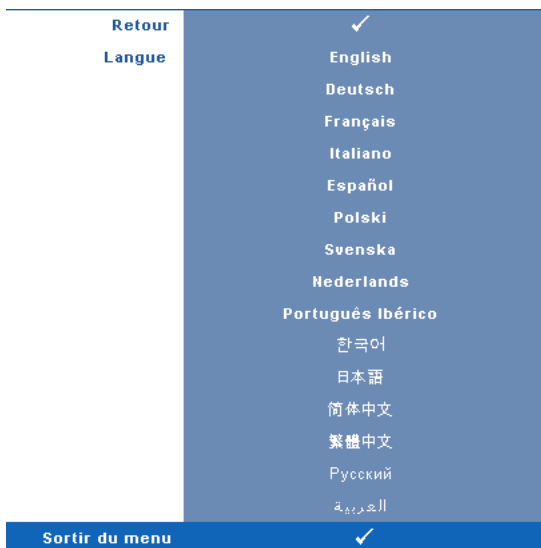 Retour ✓
Langue English
Deutsch
Français
Italiano
Español
Polski
Svenska
Nederlands
Português Ibérico
한국어
日本語
简体中文
繁體中文
Русский
العربية
Sortir du menu ✓